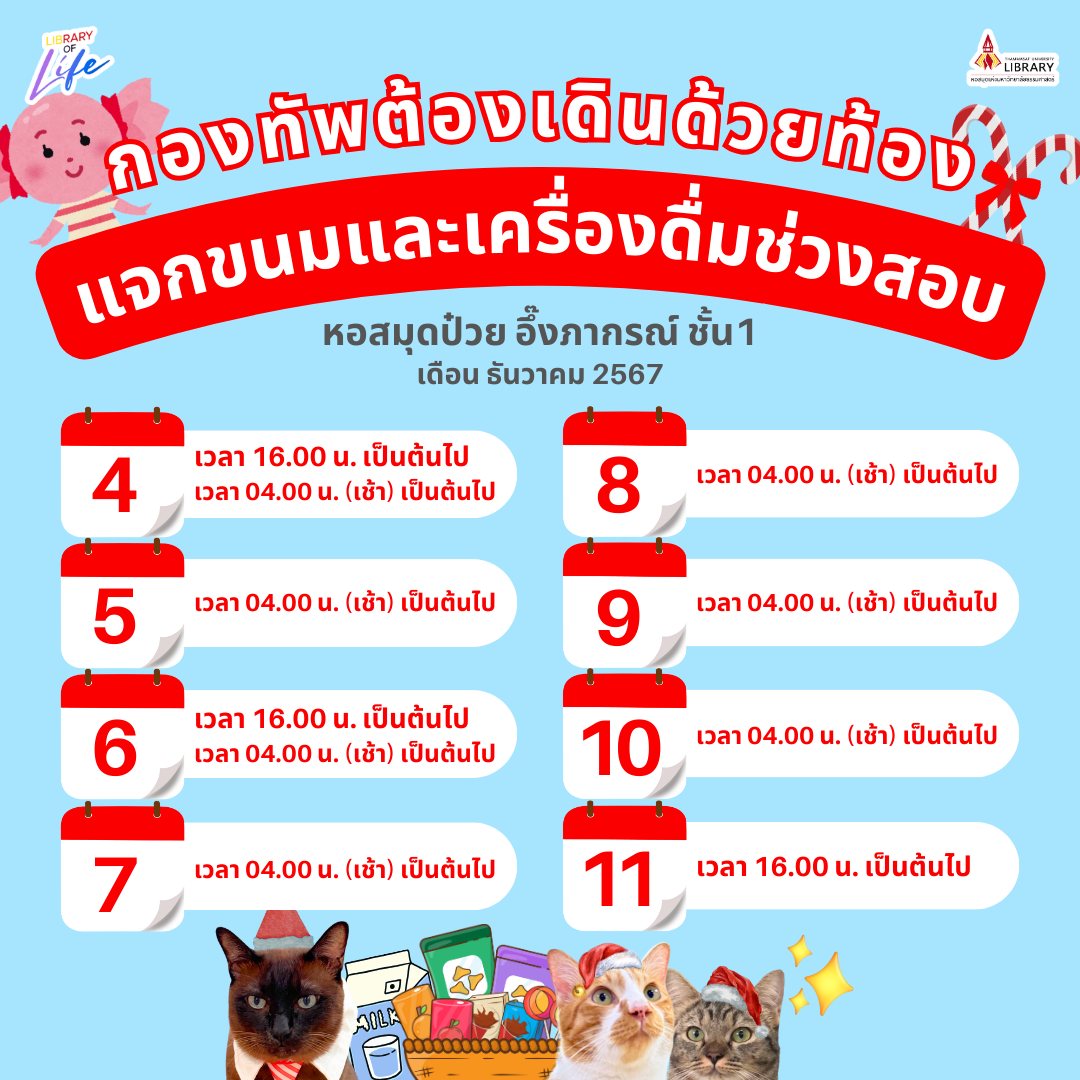 LIBRARY
OF
Life
THAMMASAT UNIVERSITY
LIBRARY
หอสมุดแห่งมหาวิทยาลัยธรรมศาสตร์
กองทัพต้องเดินด้วยท้อง
แจกขนมและเครื่องดื่มช่วงสอบ
หอสมุดป๋วย อึ๊งภากรณ์ ชั้น1
เดือน ธันวาคม 2567
4
เวลา 16.00 น. เป็นต้นไป
เวลา 04.00 น. (เช้า) เป็นต้นไป
5
เวลา 04.00 น. (เช้า) เป็นต้นไป
6
เวลา 16.00 น. เป็นต้นไป
เวลา 04.00 น. (เช้า) เป็นต้นไป
7
เวลา 04.00 น. (เช้า) เป็นต้นไป
8
เวลา 04.00 น. (เช้า) เป็นต้นไป
9
เวลา 04.00 น. (เช้า) เป็นต้นไป
10
เวลา 04.00 น. (เช้า) เป็นต้นไป
11
เวลา 16.00 น. เป็นต้นไป
MILK